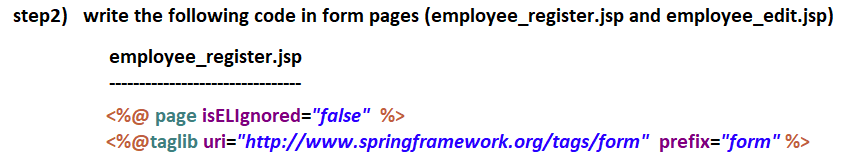 step2)   write the following code in form pages (employee_register.jsp and employee_edit.jsp)
employee_register.jsp
--------------------------------
<%@ page isELIgnored="false"  %>
<%@taglib uri="http://www.springframework.org/tags/form"  prefix="form" %>